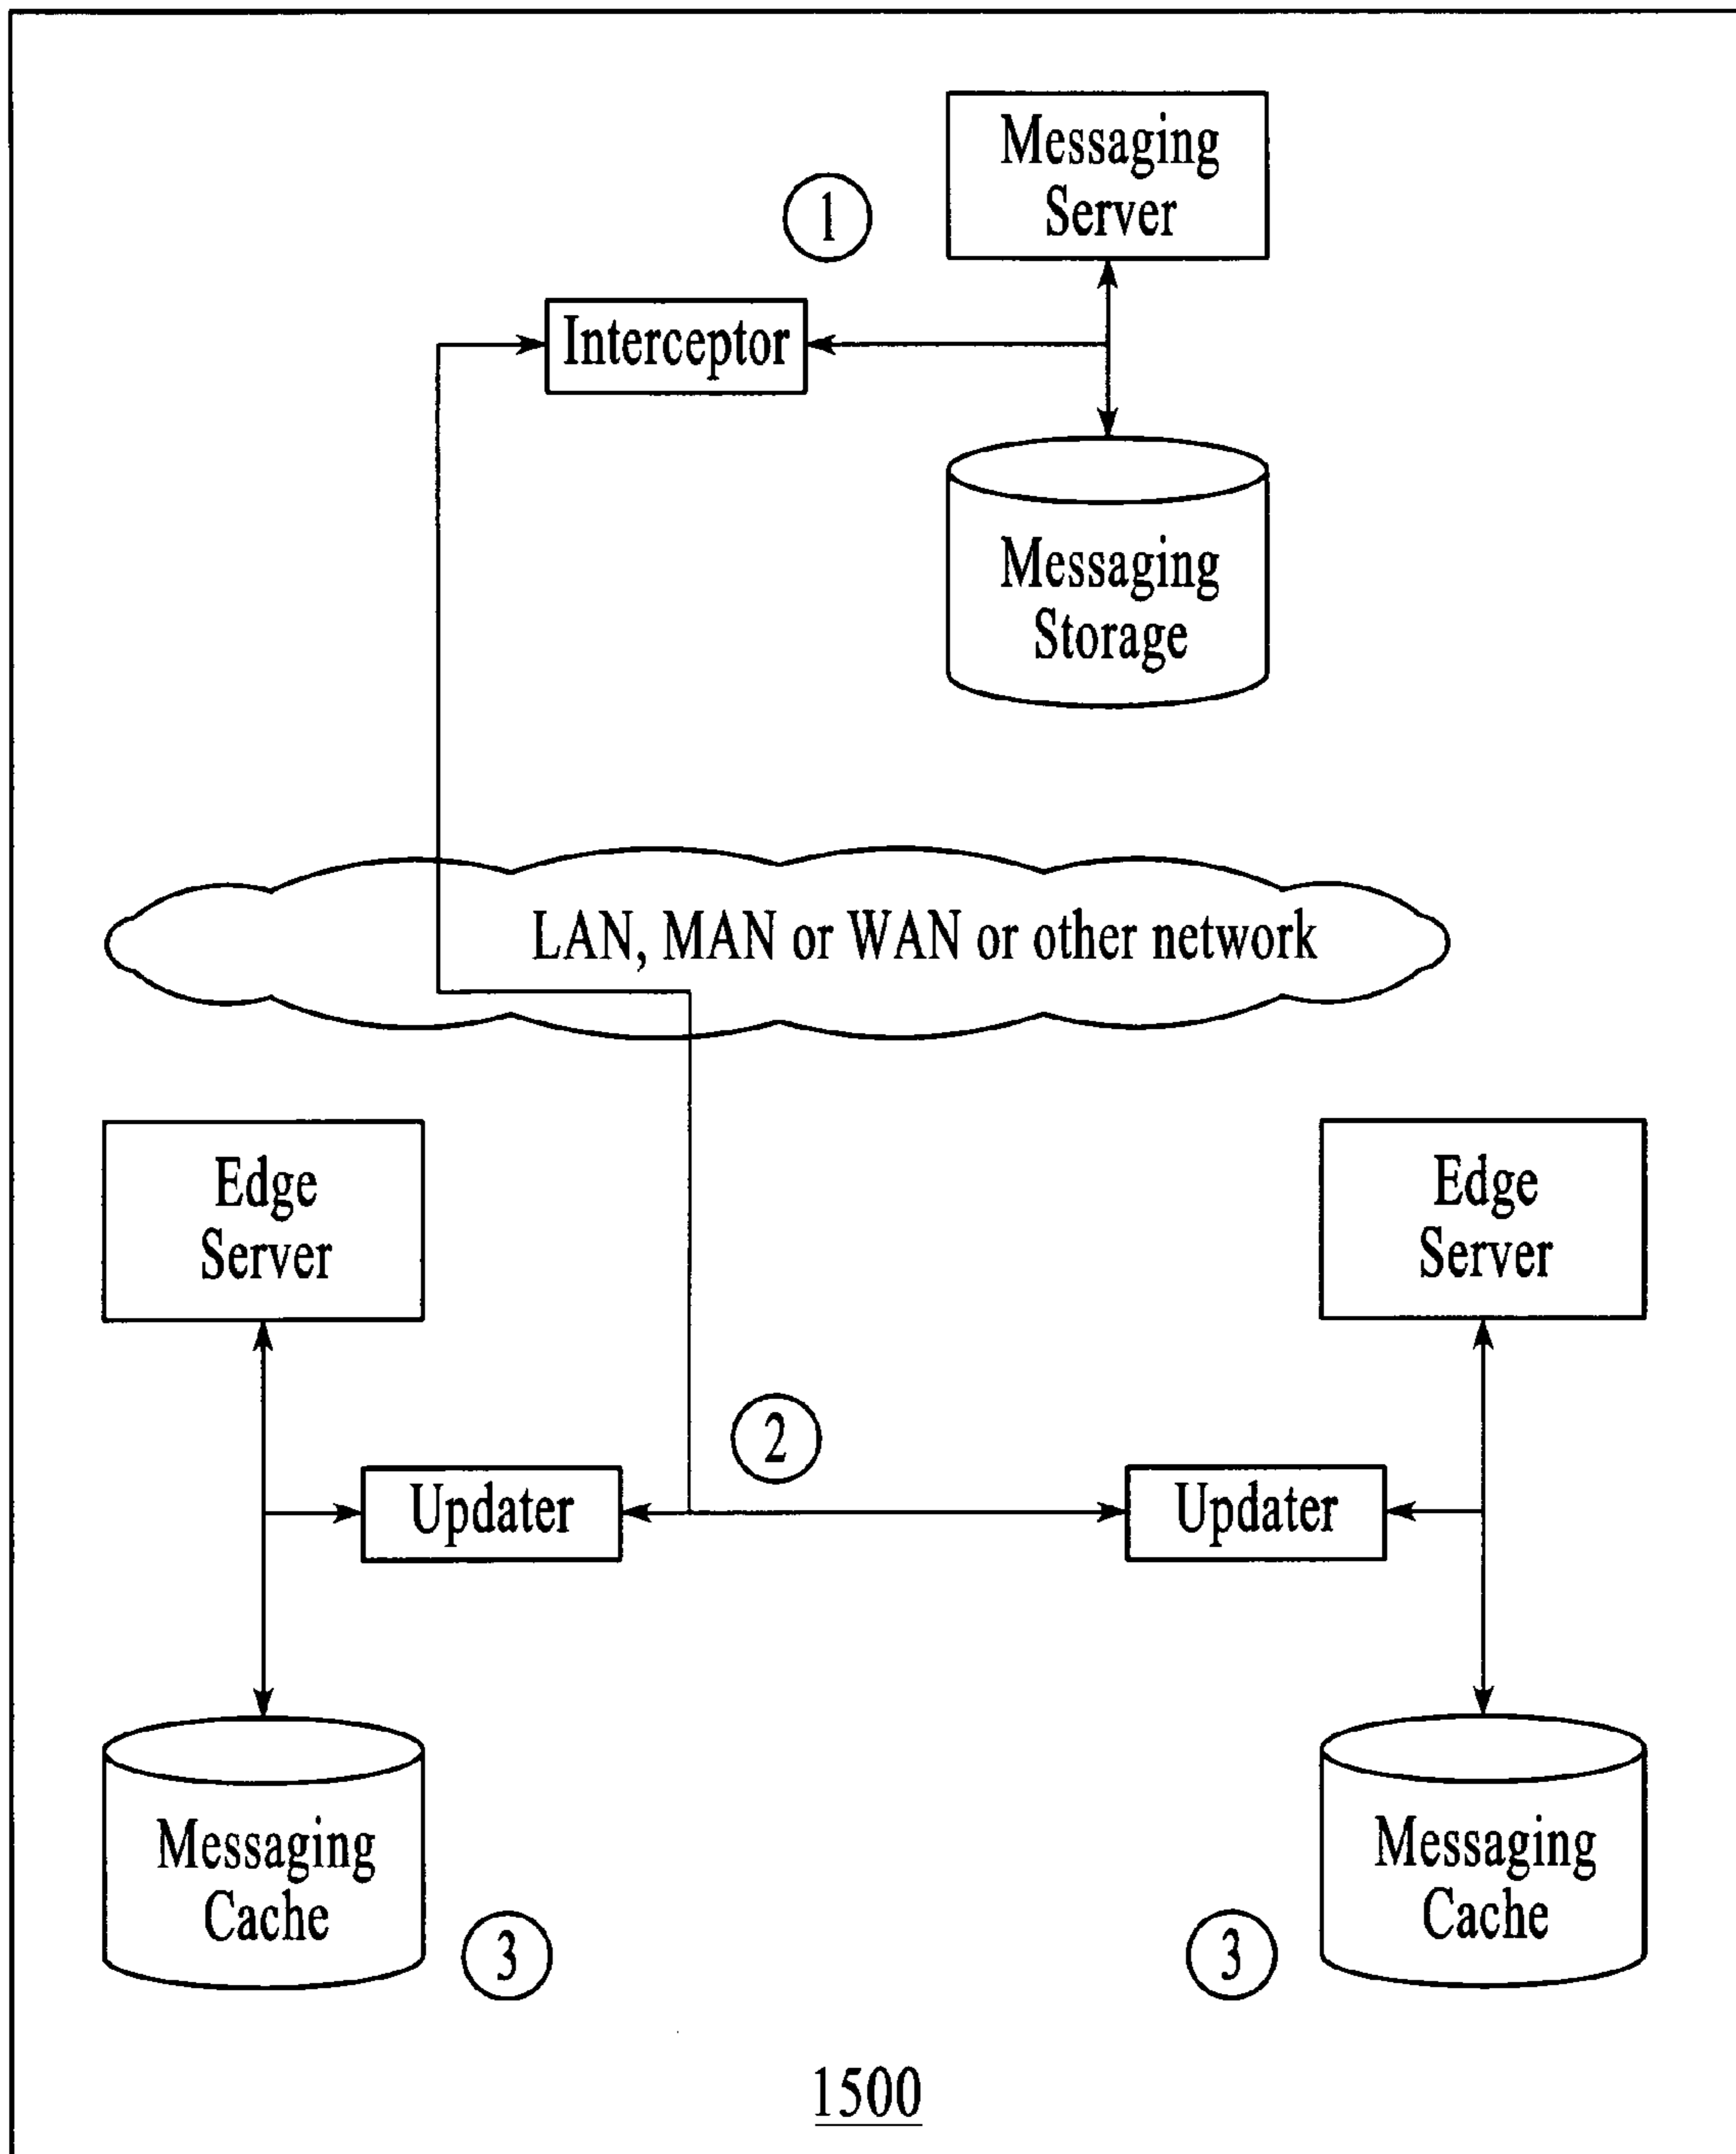 Messaging
Server
1
Interceptor
Messaging
Storage
LAN, MAN or WAN or other network
Edge
Server
Edge
Server
2
Updater
Updater
Messaging
Cache
Messaging
Cache
3
3
1500